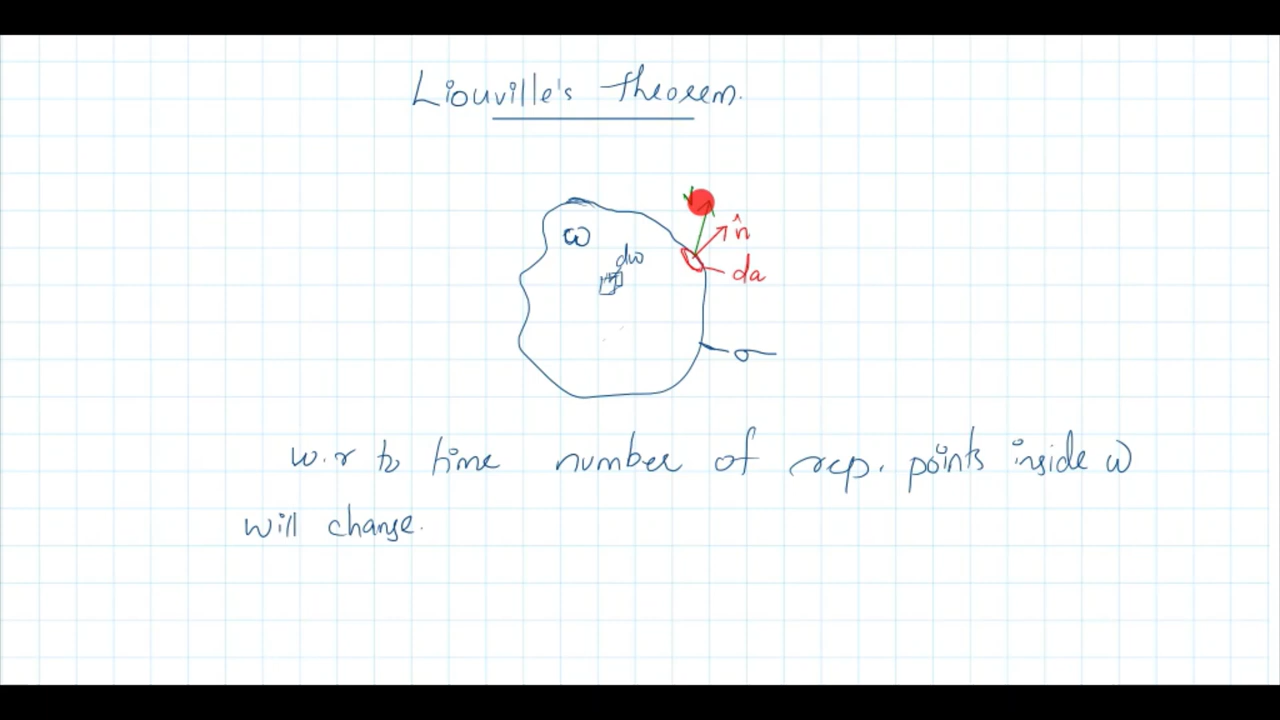 Liouville's theorem.
ω
dω
n̂
da
σ
w.r to time number of rep. points inside ω
will change.